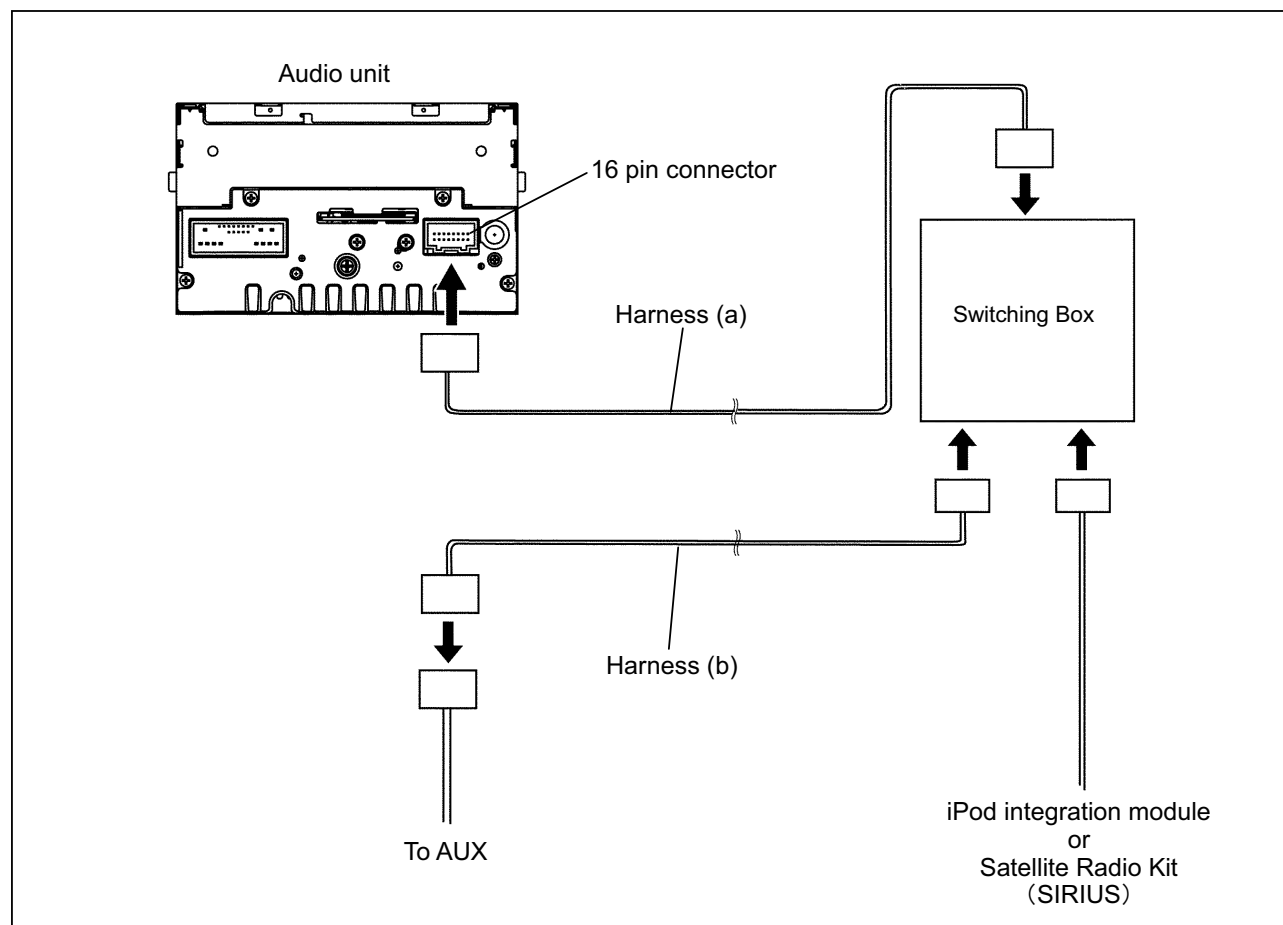 Audio unit
16 pin connector
Harness (a)
Switching Box
Harness (b)
To AUX
iPod integration module
or
Satellite Radio Kit
（SIRIUS）